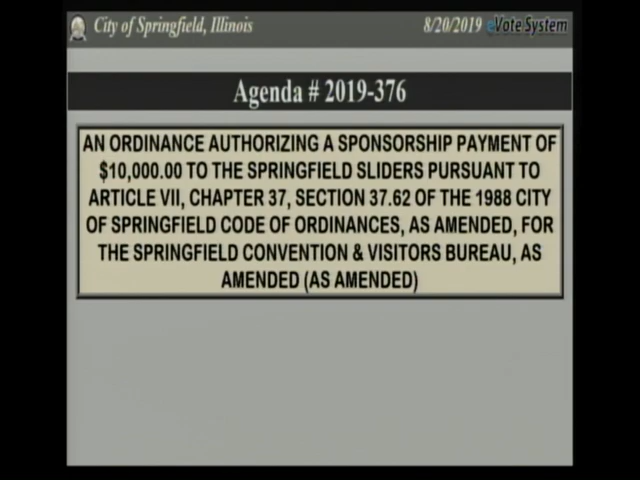 City of Springfield, Illinois 8/20/2019 eVote System
Agenda # 2019-376
AN ORDINANCE AUTHORIZING A SPONSORSHIP PAYMENT OF
$10,000.00 TO THE SPRINGFIELD SLIDERS PURSUANT TO
ARTICLE VII, CHAPTER 37, SECTION 37.62 OF THE 1988 CITY
OF SPRINGFIELD CODE OF ORDINANCES, AS AMENDED, FOR
THE SPRINGFIELD CONVENTION & VISITORS BUREAU, AS
AMENDED (AS AMENDED)